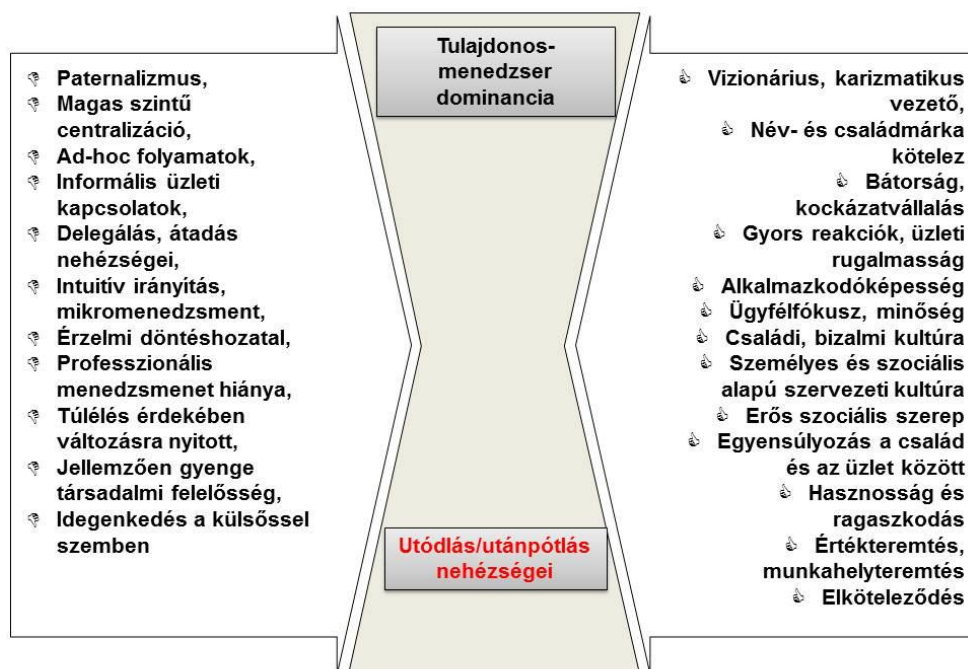 Paternalizmus,
Magas szintű
centralizáció,
Ad-hoc folyamatok,
Informális üzleti
kapcsolatok,
Delegálás, átadás
nehézségei,
Intuitív irányítás,
mikromenedzsment,
Érzelmi döntéshozatal,
Professzionális
menedzsmenet hiánya,
Túlélés érdekében
változásra nyitott,
Jellemzően gyenge
társadalmi felelősség,
Idegenkedés a külsőssel
szemben
Tulajdonos-
menedzser
dominancia
Utódlás/utánpótlás
nehézségei
Vizionárius, karizmatikus
vezető,
Név- és családmárka
kötelez
Bátorság,
kockázatvállalás
Gyors reakciók, üzleti
rugalmasság
Alkalmazkodóképesség
Ügyfélfókusz, minőség
Családi, bizalmi kultúra
Személyes és szociális
alapú szervezeti kultúra
Erős szociális szerep
Egyensúlyozás a család
és az üzlet között
Hasznosság és
ragaszkodás
Értékteremtés,
munkahelyteremtés
Elköteleződés